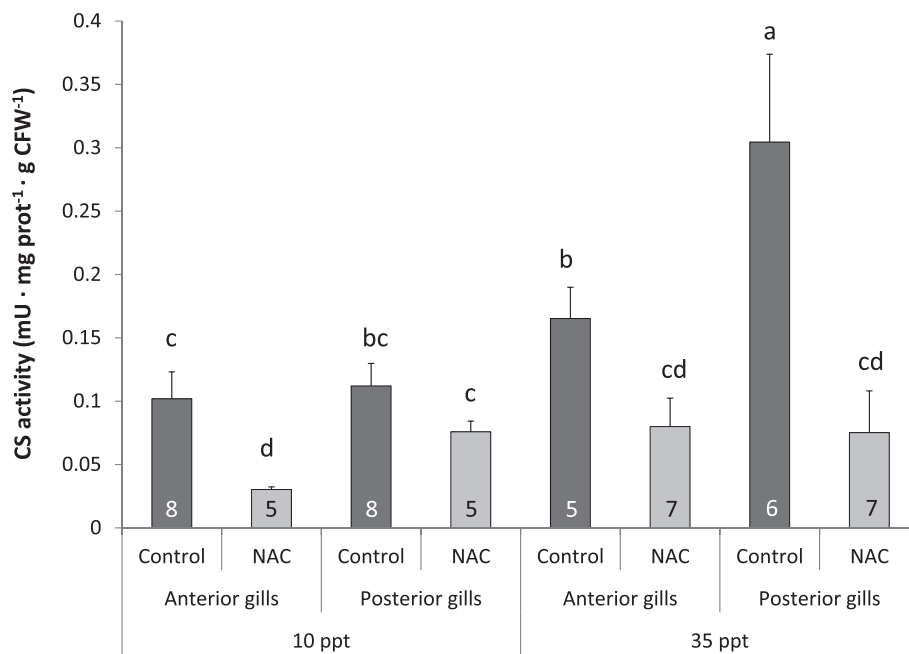 CS activity (mU · mg prot⁻¹ · g CFW⁻¹)
0.4
0.35
0.3
0.25
0.2
0.15
0.1
0.05
0
c
d
bc
c
b
cd
a
cd
8
5
8
5
5
7
6
7
Control NAC Control NAC Control NAC Control NAC
Anterior gills Posterior gills Anterior gills Posterior gills
10 ppt 35 ppt